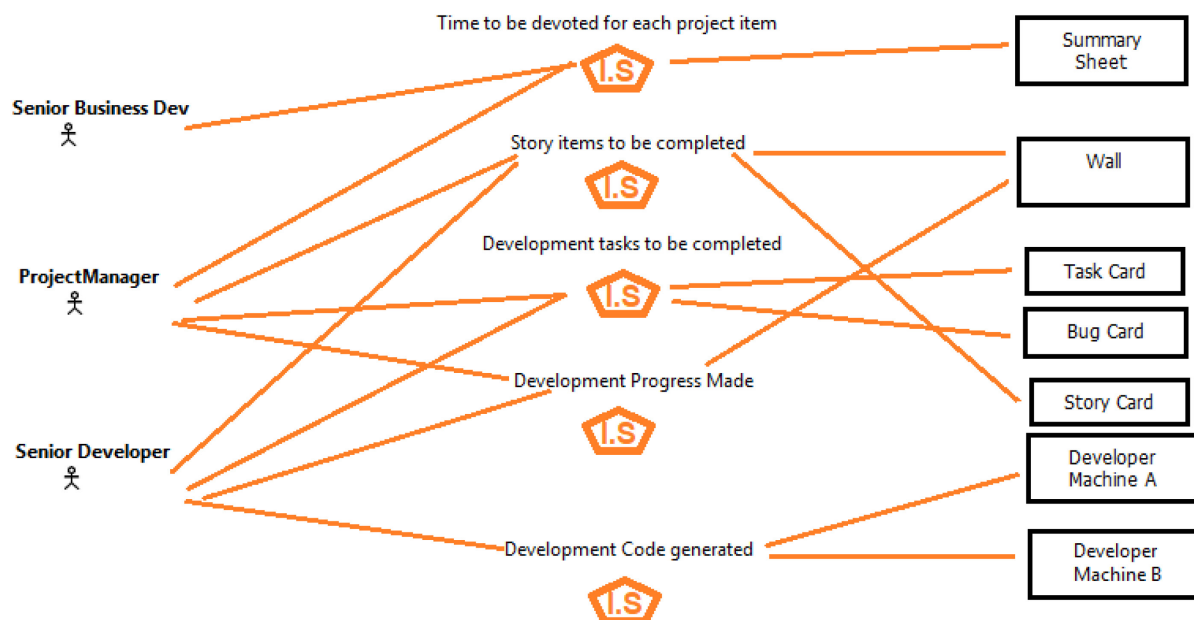 Time to be devoted for each project item
I.S
Summary
Sheet
Senior Business Dev
Story items to be completed
I.S
Wall
Development tasks to be completed
I.S
ProjectManager
Task Card
Bug Card
Development Progress Made
I.S
Story Card
Senior Developer
Developer
Machine A
Development Code generated
I.S
Developer
Machine B